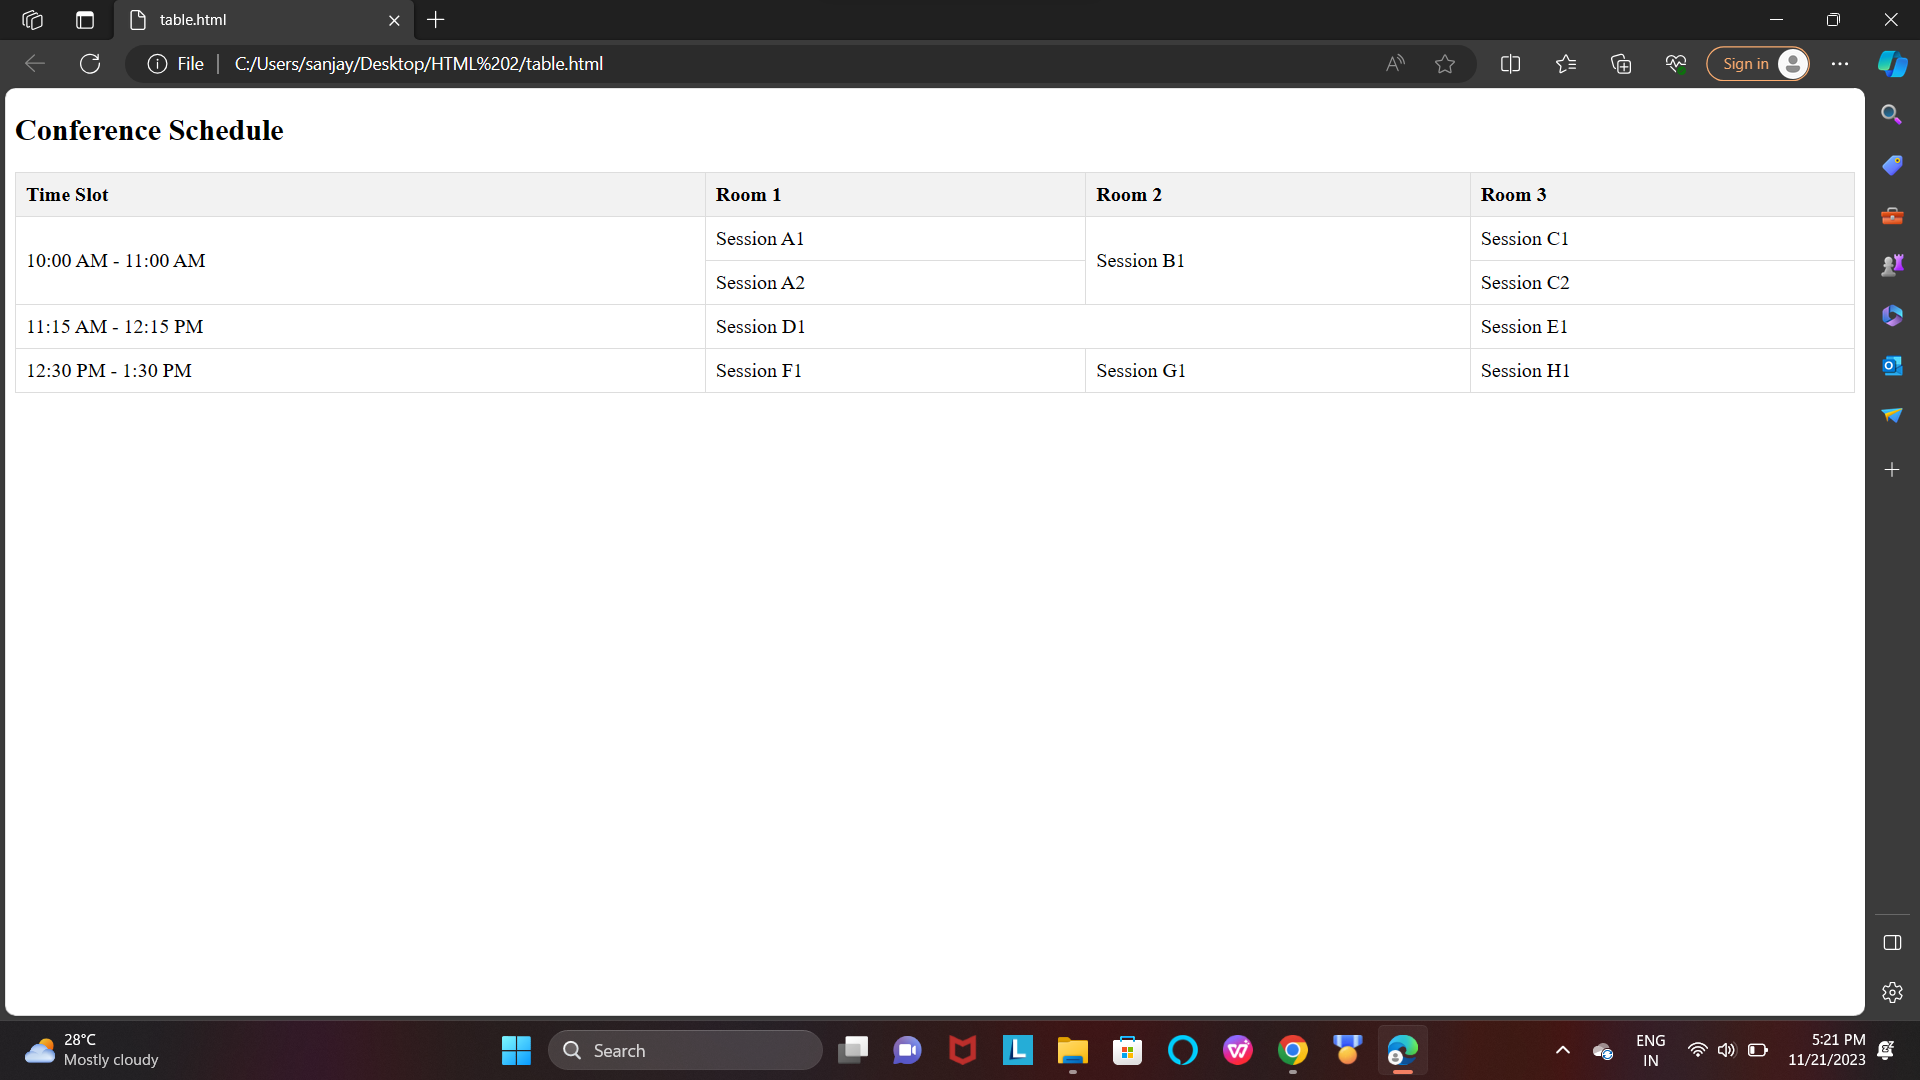 table.html
File
C:/Users/sanjay/Desktop/HTML%202/table.html
Sign in
Conference Schedule
Time Slot Room 1 Room 2 Room 3
10:00 AM - 11:00 AM Session A1 Session B1 Session C1
Session A2 Session C2
11:15 AM - 12:15 PM Session D1 Session E1
12:30 PM - 1:30 PM Session F1 Session G1 Session H1
28°C
Mostly cloudy
Search
L
ENG
IN
5:21 PM
11/21/2023